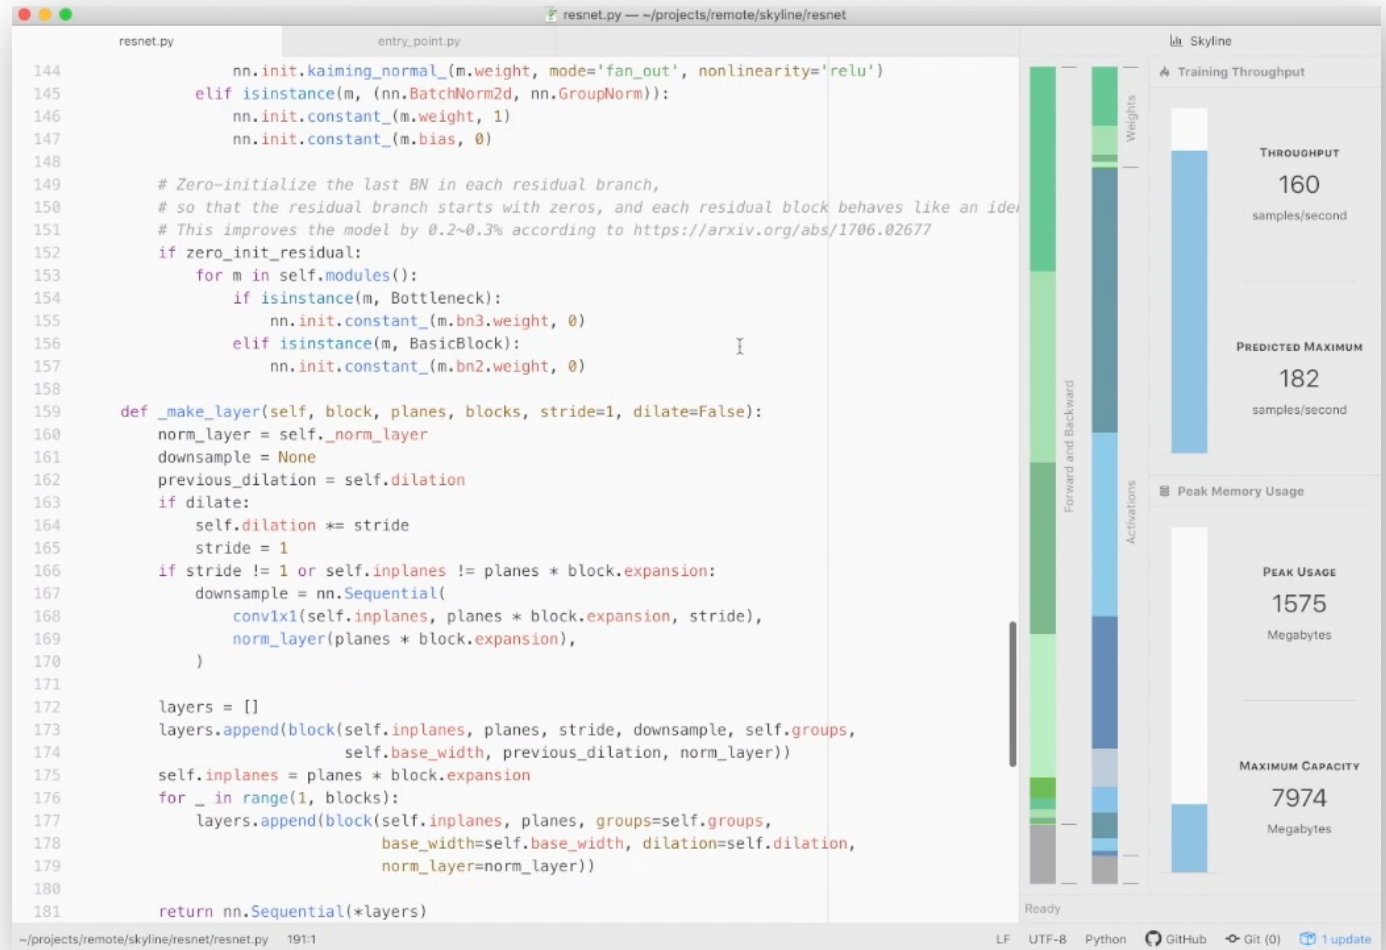 resnet.py — ~/projects/remote/skyline/resnet
resnet.py
entry_point.py
144 nn.init.kaiming_normal_(m.weight, mode='fan_out', nonlinearity='relu')
145 elif isinstance(m, (nn.BatchNorm2d, nn.GroupNorm)):
146 nn.init.constant_(m.weight, 1)
147 nn.init.constant_(m.bias, 0)
148
149 # Zero-initialize the last BN in each residual branch,
150 # so that the residual branch starts with zeros, and each residual block behaves like an iden
151 # This improves the model by 0.2~0.3% according to https://arxiv.org/abs/1706.02677
152 if zero_init_residual:
153 for m in self.modules():
154 if isinstance(m, Bottleneck):
155 nn.init.constant_(m.bn3.weight, 0)
156 elif isinstance(m, BasicBlock):
157 nn.init.constant_(m.bn2.weight, 0)
158
159 def _make_layer(self, block, planes, blocks, stride=1, dilate=False):
160 norm_layer = self._norm_layer
161 downsample = None
162 previous_dilation = self.dilation
163 if dilate:
164 self.dilation *= stride
165 stride = 1
166 if stride != 1 or self.inplanes != planes * block.expansion:
167 downsample = nn.Sequential(
168 conv1x1(self.inplanes, planes * block.expansion, stride),
169 norm_layer(planes * block.expansion),
170 )
171
172 layers = []
173 layers.append(block(self.inplanes, planes, stride, downsample, self.groups,
174 self.base_width, previous_dilation, norm_layer))
175 self.inplanes = planes * block.expansion
176 for _ in range(1, blocks):
177 layers.append(block(self.inplanes, planes, groups=self.groups,
178 base_width=self.base_width, dilation=self.dilation,
179 norm_layer=norm_layer))
180
181 return nn.Sequential(*layers)
Skyline
Forward and Backward
Weights
Activations
Training Throughput
THROUGHPUT
160
samples/second
PREDICTED MAXIMUM
182
samples/second
Peak Memory Usage
PEAK USAGE
1575
Megabytes
MAXIMUM CAPACITY
7974
Megabytes
Ready
~/projects/remote/skyline/resnet/resnet.py 191:1
LF UTF-8 Python GitHub Git (0) 1 update